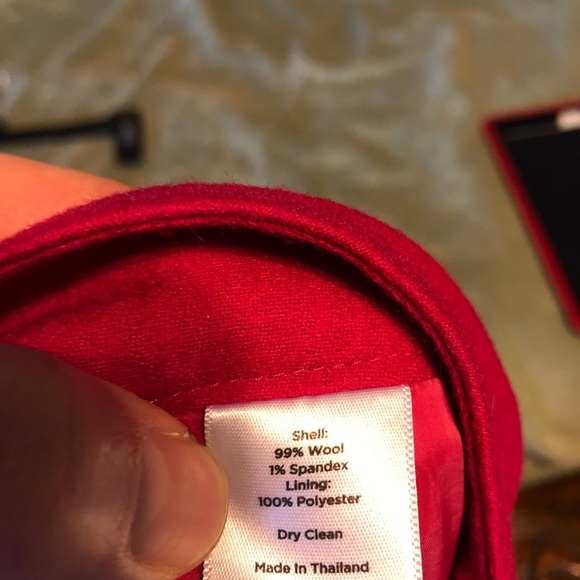 Shell:
99% Wool
1% Spandex
Lining:
100% Polyester
Dry Clean
Made In Thailand